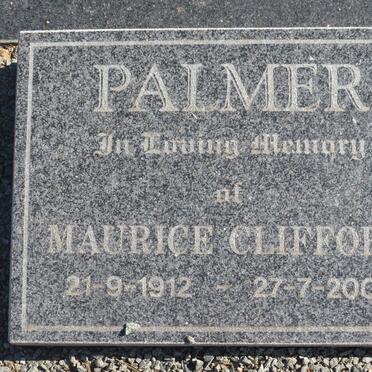 PALMER
In Loving Memory
of
MAURICE CLIFFOR
21-9-1912 - 27-7-200